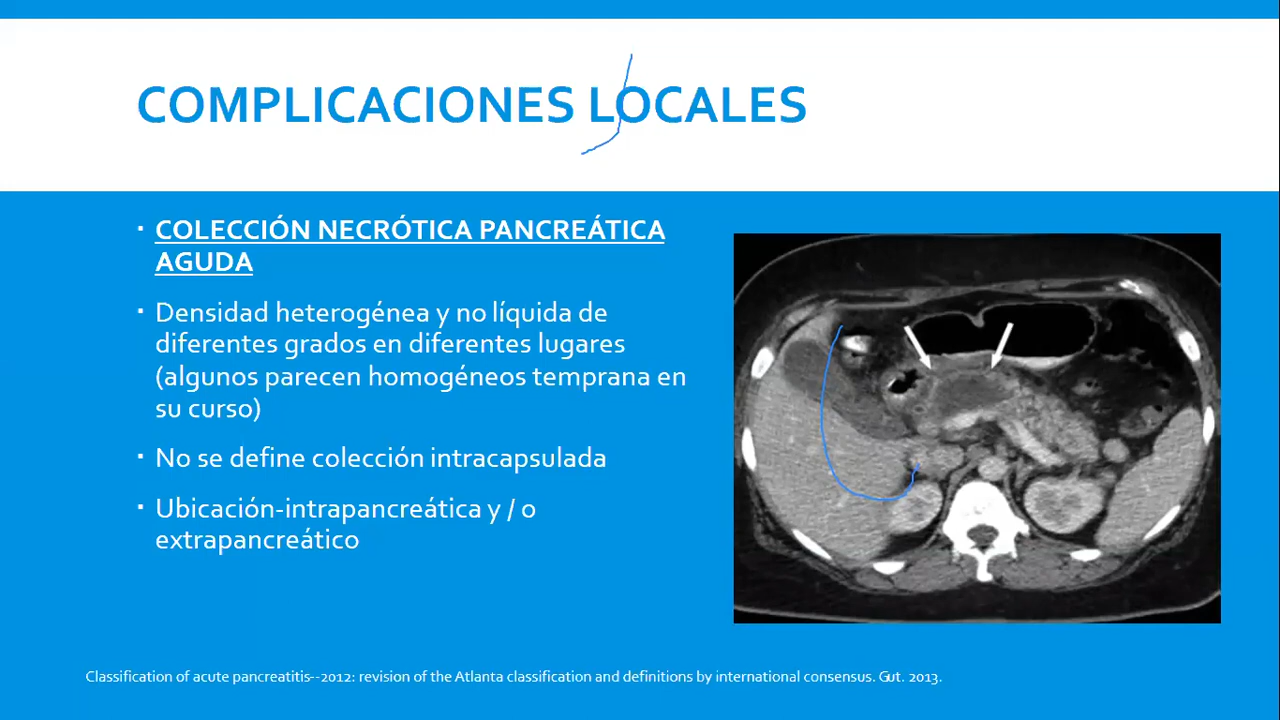 COMPLICACIONES LOCALES
▪ COLECCIÓN NECRÓTICA PANCREÁTICA
AGUDA
▪ Densidad heterogénea y no líquida de
diferentes grados en diferentes lugares
(algunos parecen homogéneos temprana en
su curso)
▪ No se define colección intracapsulada
▪ Ubicación-intrapancreática y / o
extrapancreático
Classification of acute pancreatitis--2012: revision of the Atlanta classification and definitions by international consensus. Gut. 2013.